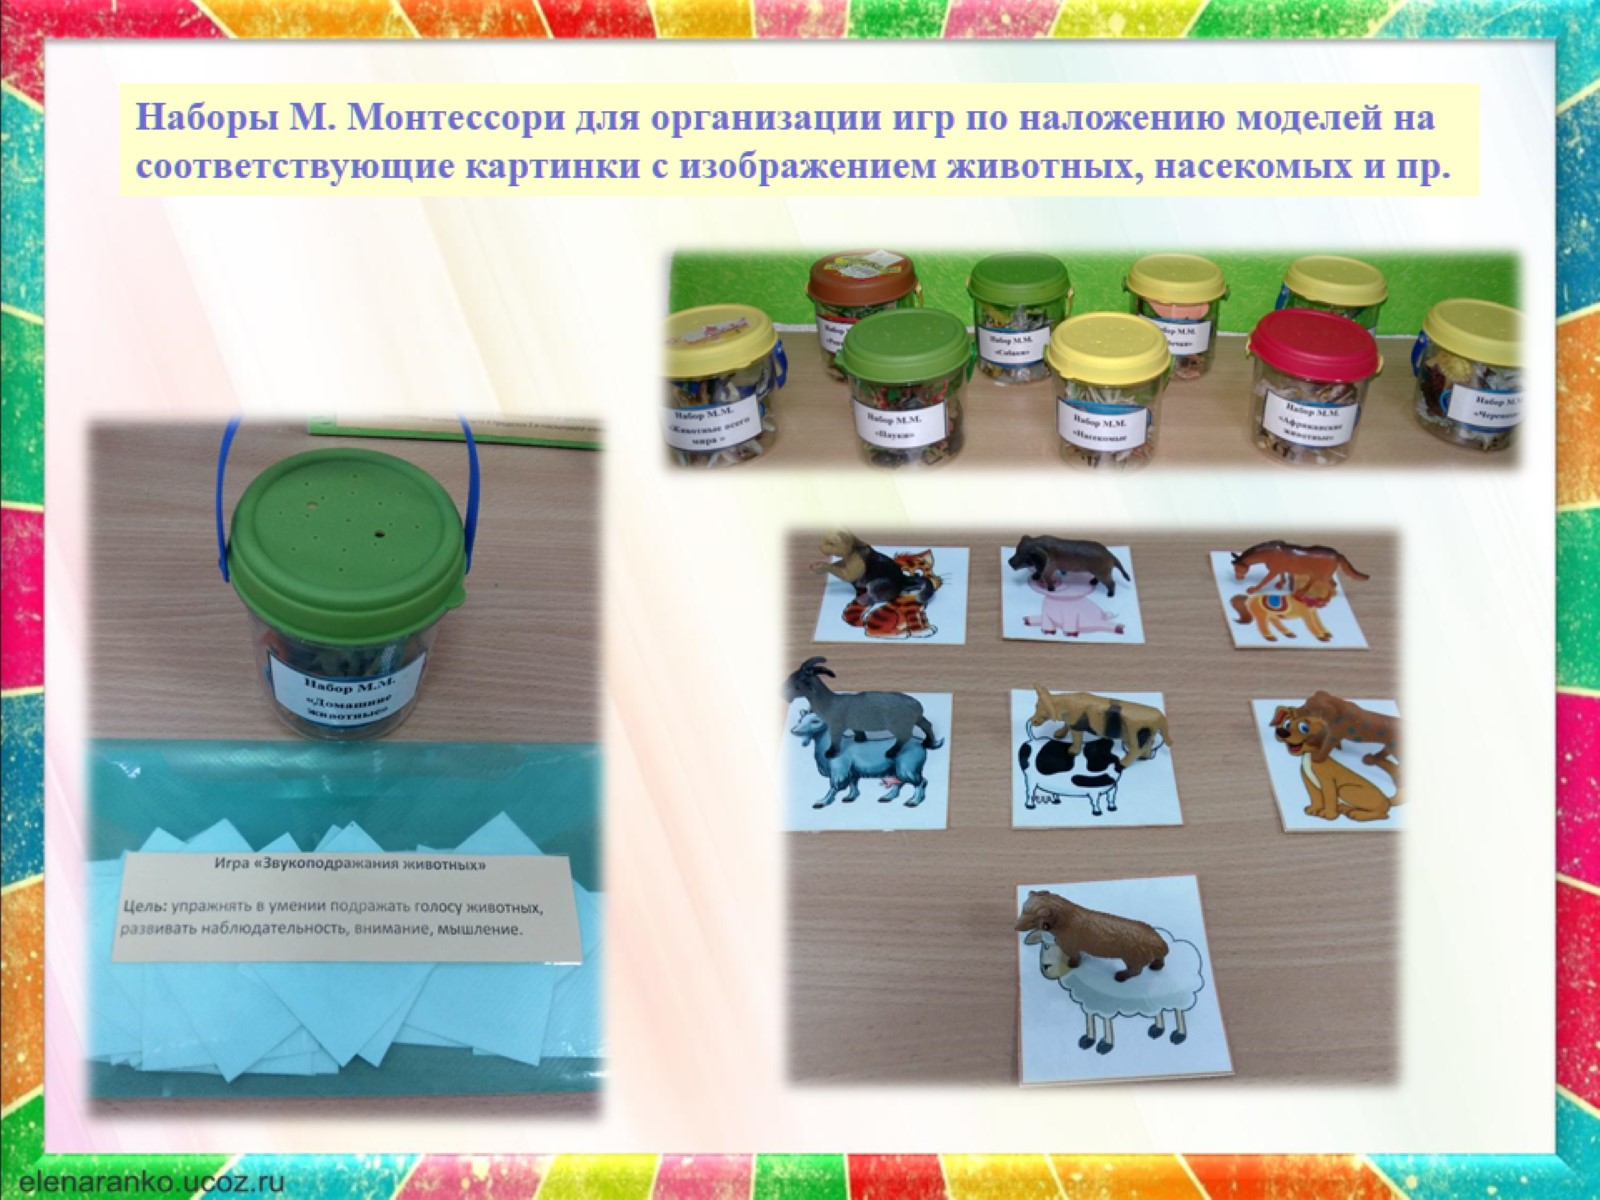 Наборы М. Монтессори для организации игр по наложению моделей на
соответствующие картинки с изображением животных, насекомых и пр.
Набор М.М.
«Собаки»
Набор М.М.
«Животные всего
мира »
Набор М.М.
«Пауки»
Набор М.М.
«Насекомые
Набор М.М.
«Африканские
животные»
Набор М.М.
«Домашние
животные»
Игра «Звукоподражания животных»
Цель: упражнять в умении подражать голосу животных,
развивать наблюдательность, внимание, мышление.
elenaranko.ucoz.ru